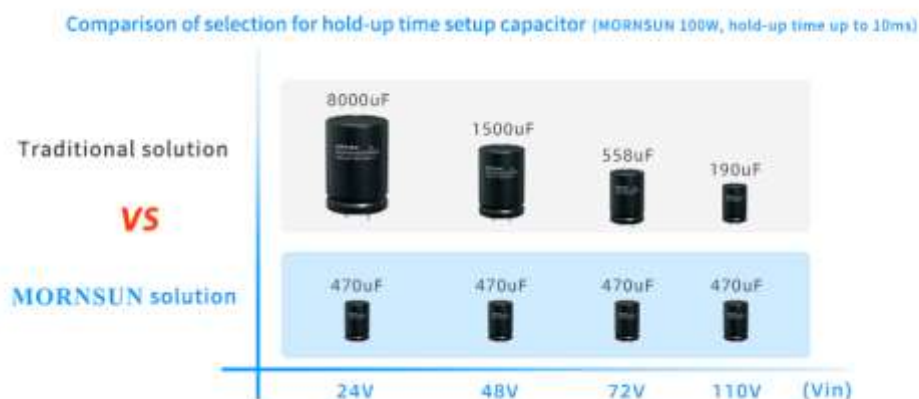 Comparison of selection for hold-up time setup capacitor (MORNSUN 100W, hold-up time up to 10ms)
8000uF
1500uF
558uF
190uF
Traditional solution
VS
MORNSUN solution
470uF 470uF 470uF 470uF
24V 48V 72V 110V (Vin)